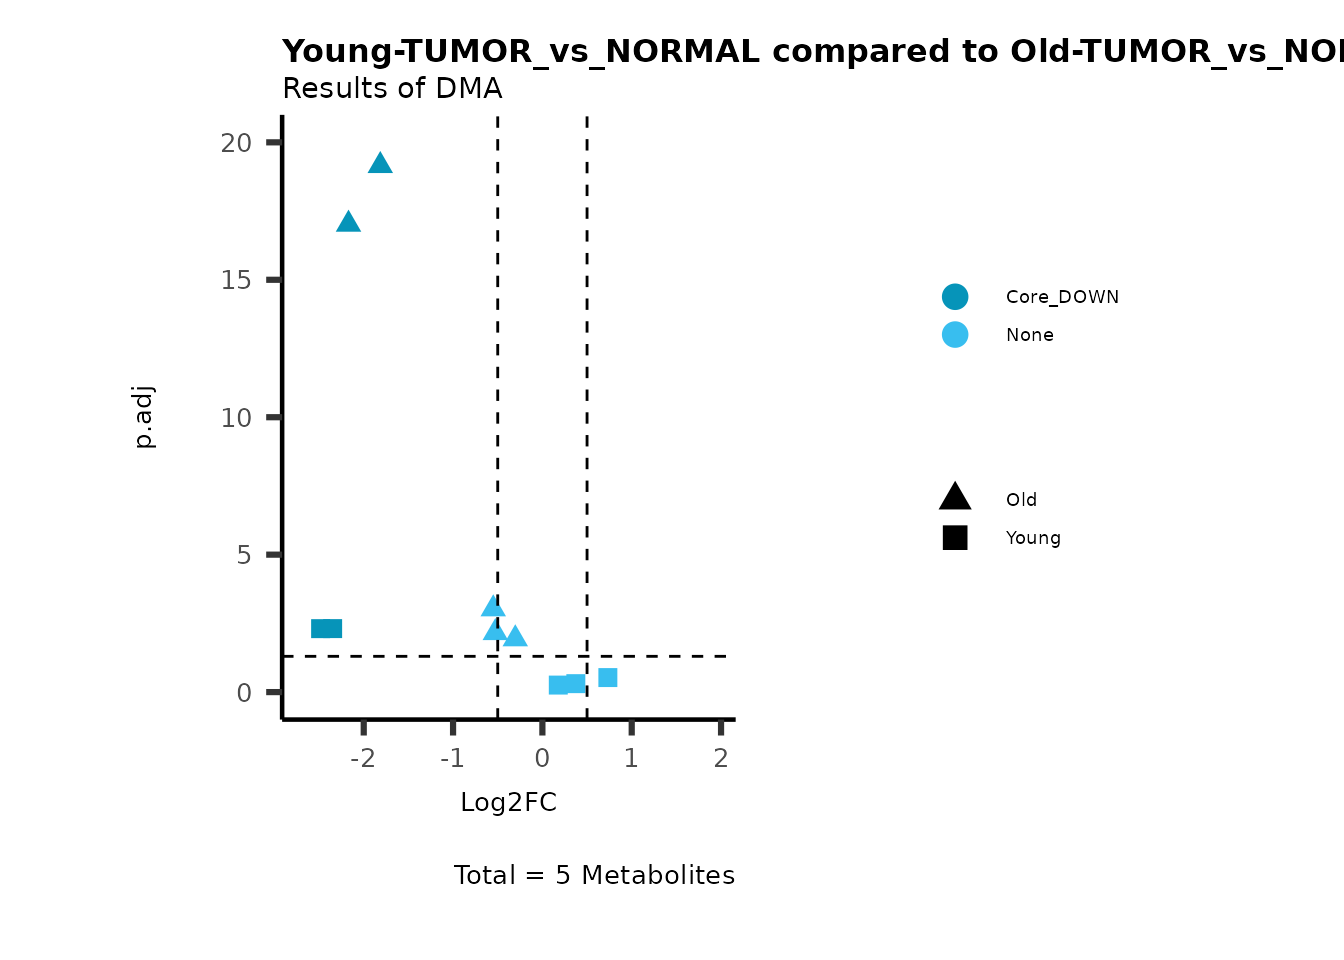 Young-TUMOR_vs_NORMAL compared to Old-TUMOR_vs_NO
Results of DMA
20
15
10
5
0
p.adj
-2 -1 0 1 2
Log2FC
Total = 5 Metabolites
Core_DOWN
None
Old
Young